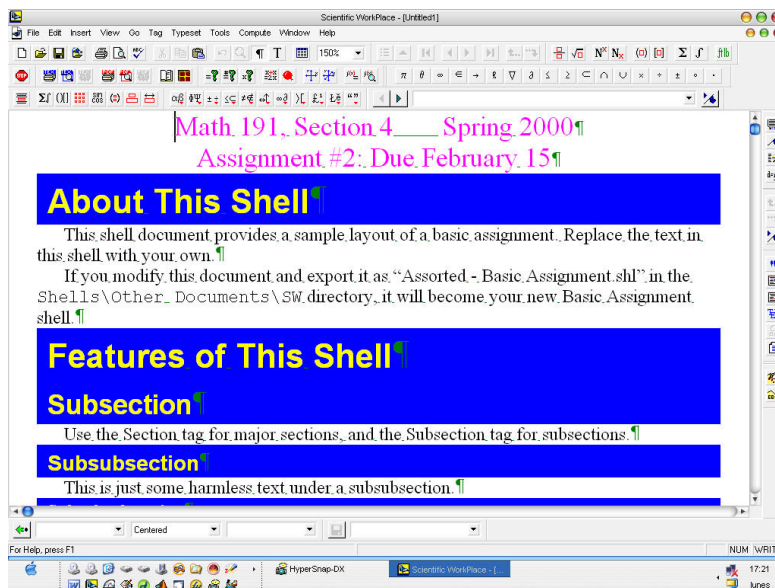 Scientific WorkPlace - [Untitled1]
File Edit Insert View Go Tag Typeset Tools Compute Window Help
150%
Math 191, Section 4____ Spring 2000¶
Assignment #2: Due February 15¶
About This Shell¶
This shell document provides a sample layout of a basic assignment. Replace the text in
this shell with your own.¶
If you modify this document and export it as “Assorted - Basic Assignment.shl” in the
Shells\Other_Documents\SW directory, it will become your new Basic Assignment
shell.¶
Features of This Shell¶
Subsection¶
Use the Section tag for major sections, and the Subsection tag for subsections.¶
Subsubsection¶
This is just some harmless text under a subsubsection.¶
Centered
For Help, press F1 NUM WRIT
HyperSnap-DX Scientific WorkPlace - [... 17:21
lunes